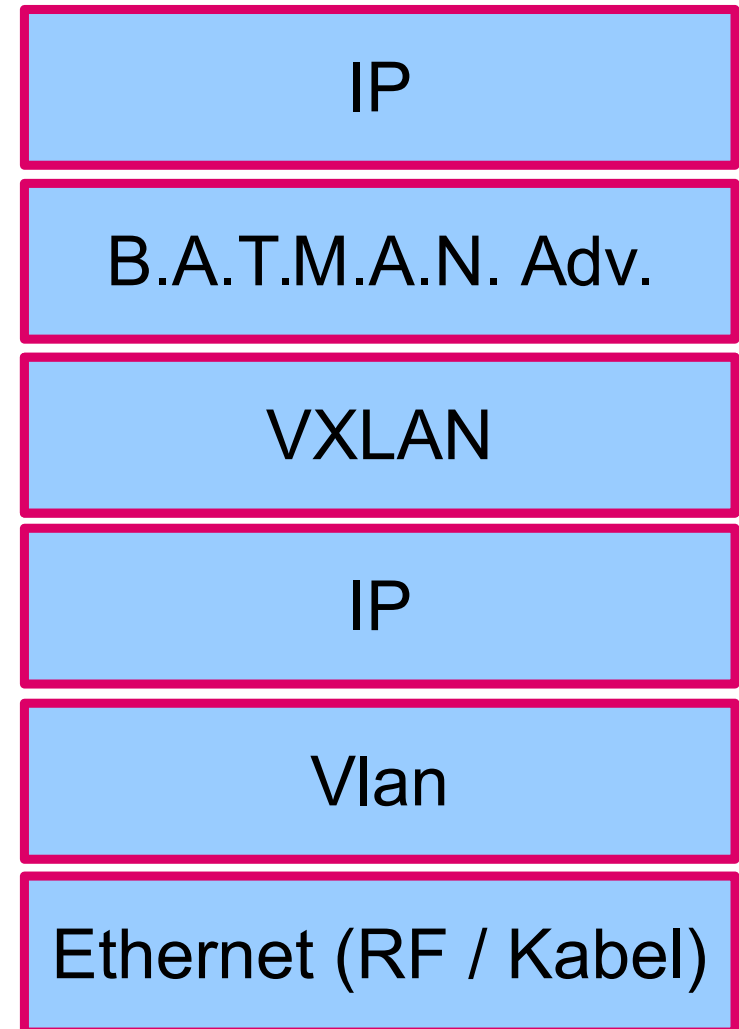 IP
B.A.T.M.A.N. Adv.
VXLAN
IP
Vlan
Ethernet (RF / Kabel)